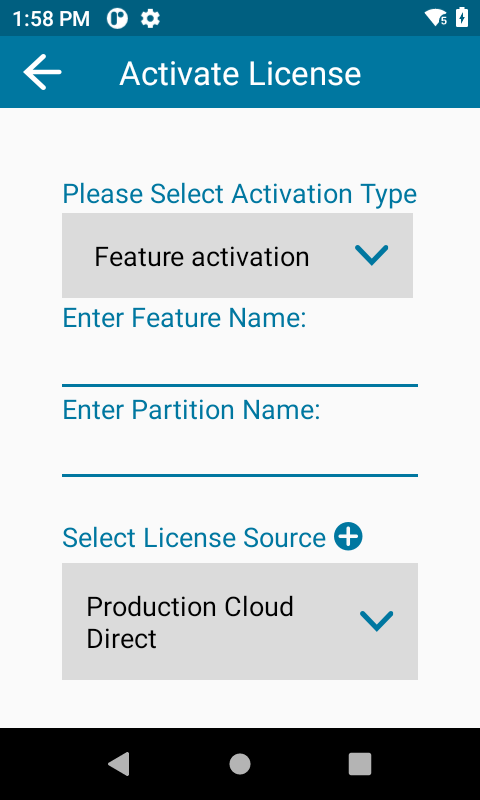 1:58 PM
5
Activate License
Please Select Activation Type
Feature activation
Enter Feature Name:
Enter Partition Name:
Select License Source
Production Cloud
Direct